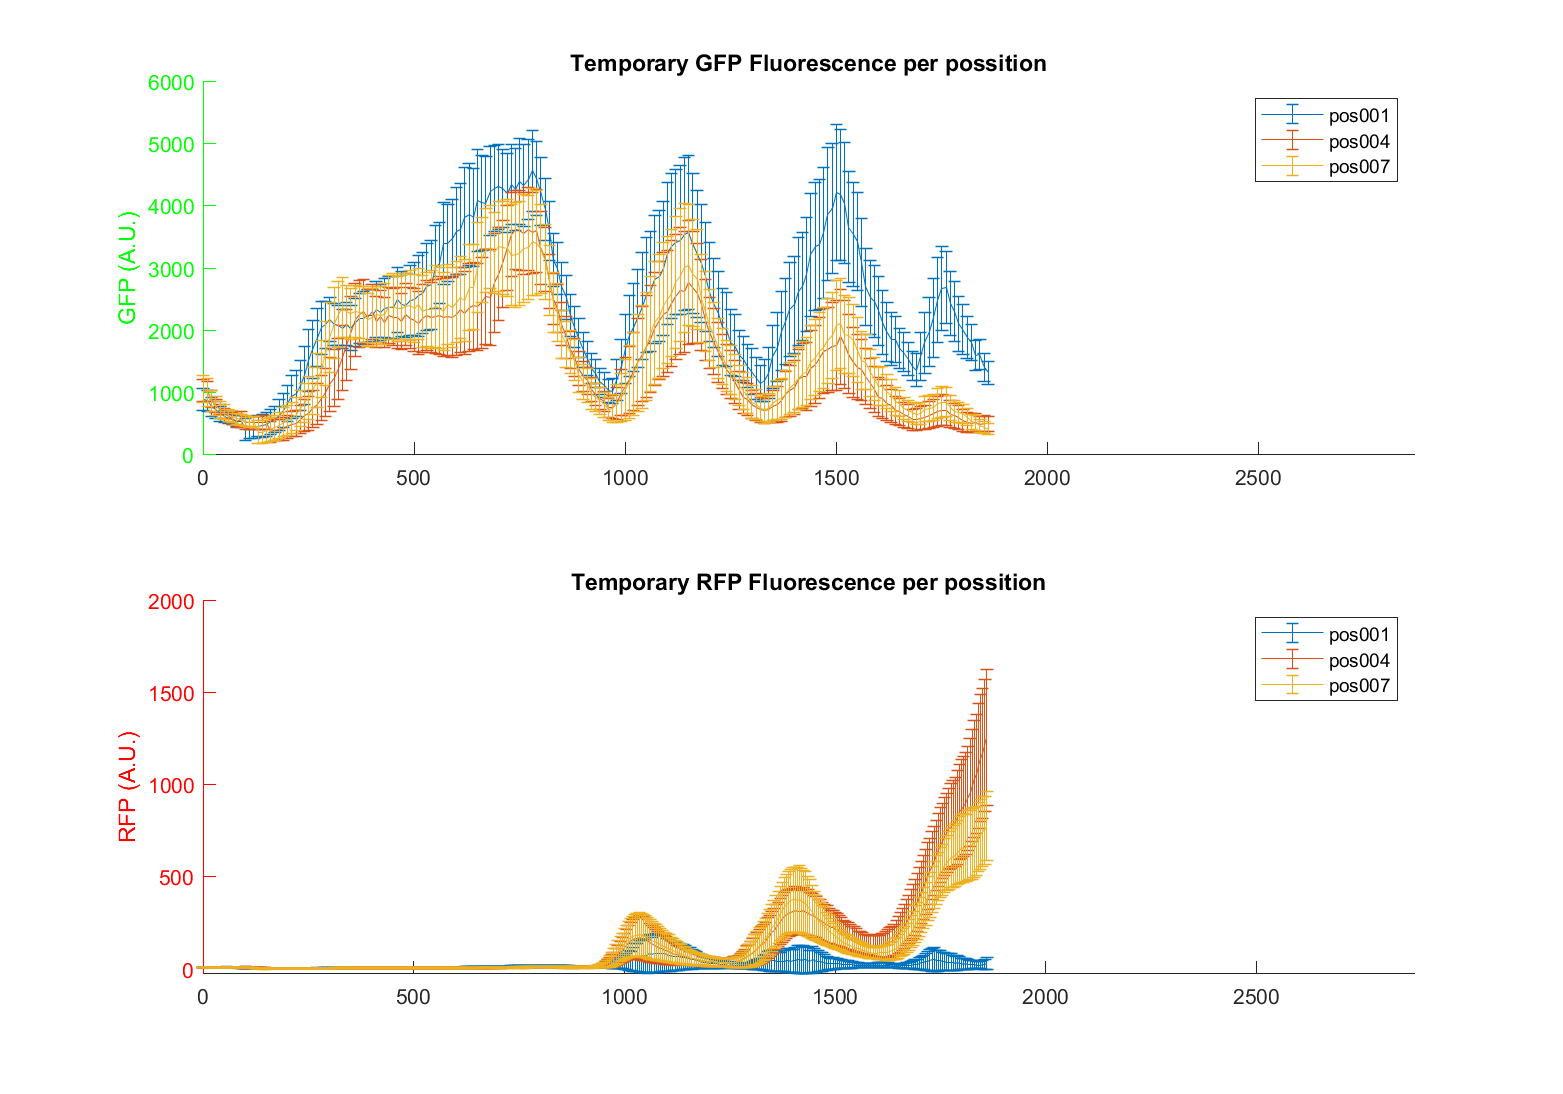 Temporary GFP Fluorescence per possition
6000
5000
4000
3000
2000
1000
0
GFP (A.U.)
0 500 1000 1500 2000 2500
pos001
pos004
pos007
Temporary RFP Fluorescence per possition
2000
1500
1000
500
0
RFP (A.U.)
0 500 1000 1500 2000 2500
pos001
pos004
pos007